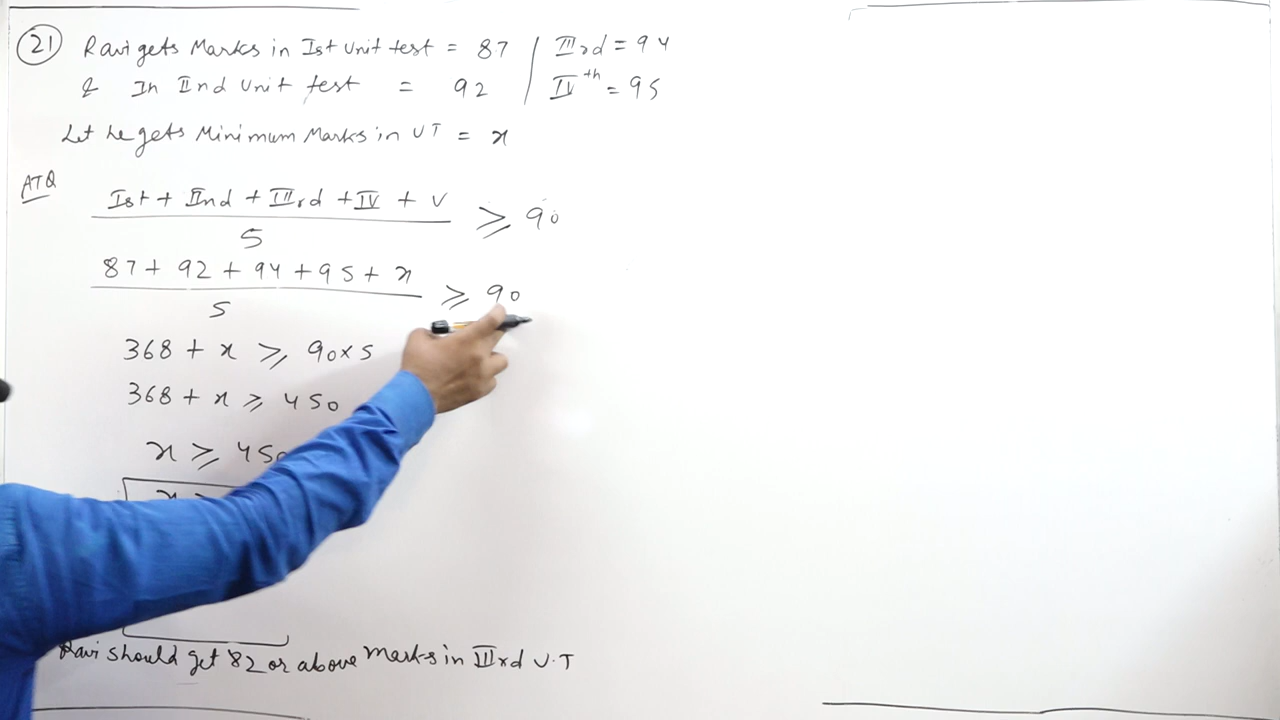 21 Ravi gets Marks in Ist Unit test = 87 / IIIrd = 94
& In IInd Unit test = 92 / IVth = 95
Let he gets Minimum Marks in UT = x
ATQ
Ist + IInd + IIIrd + IV + V / 5 ≥ 90
87 + 92 + 94 + 95 + x / 5 ≥ 90
368 + x ≥ 90×5
368 + x ≥ 450
x ≥ 450
x
Ravi should get 82 or above Marks in IIIrd U.T